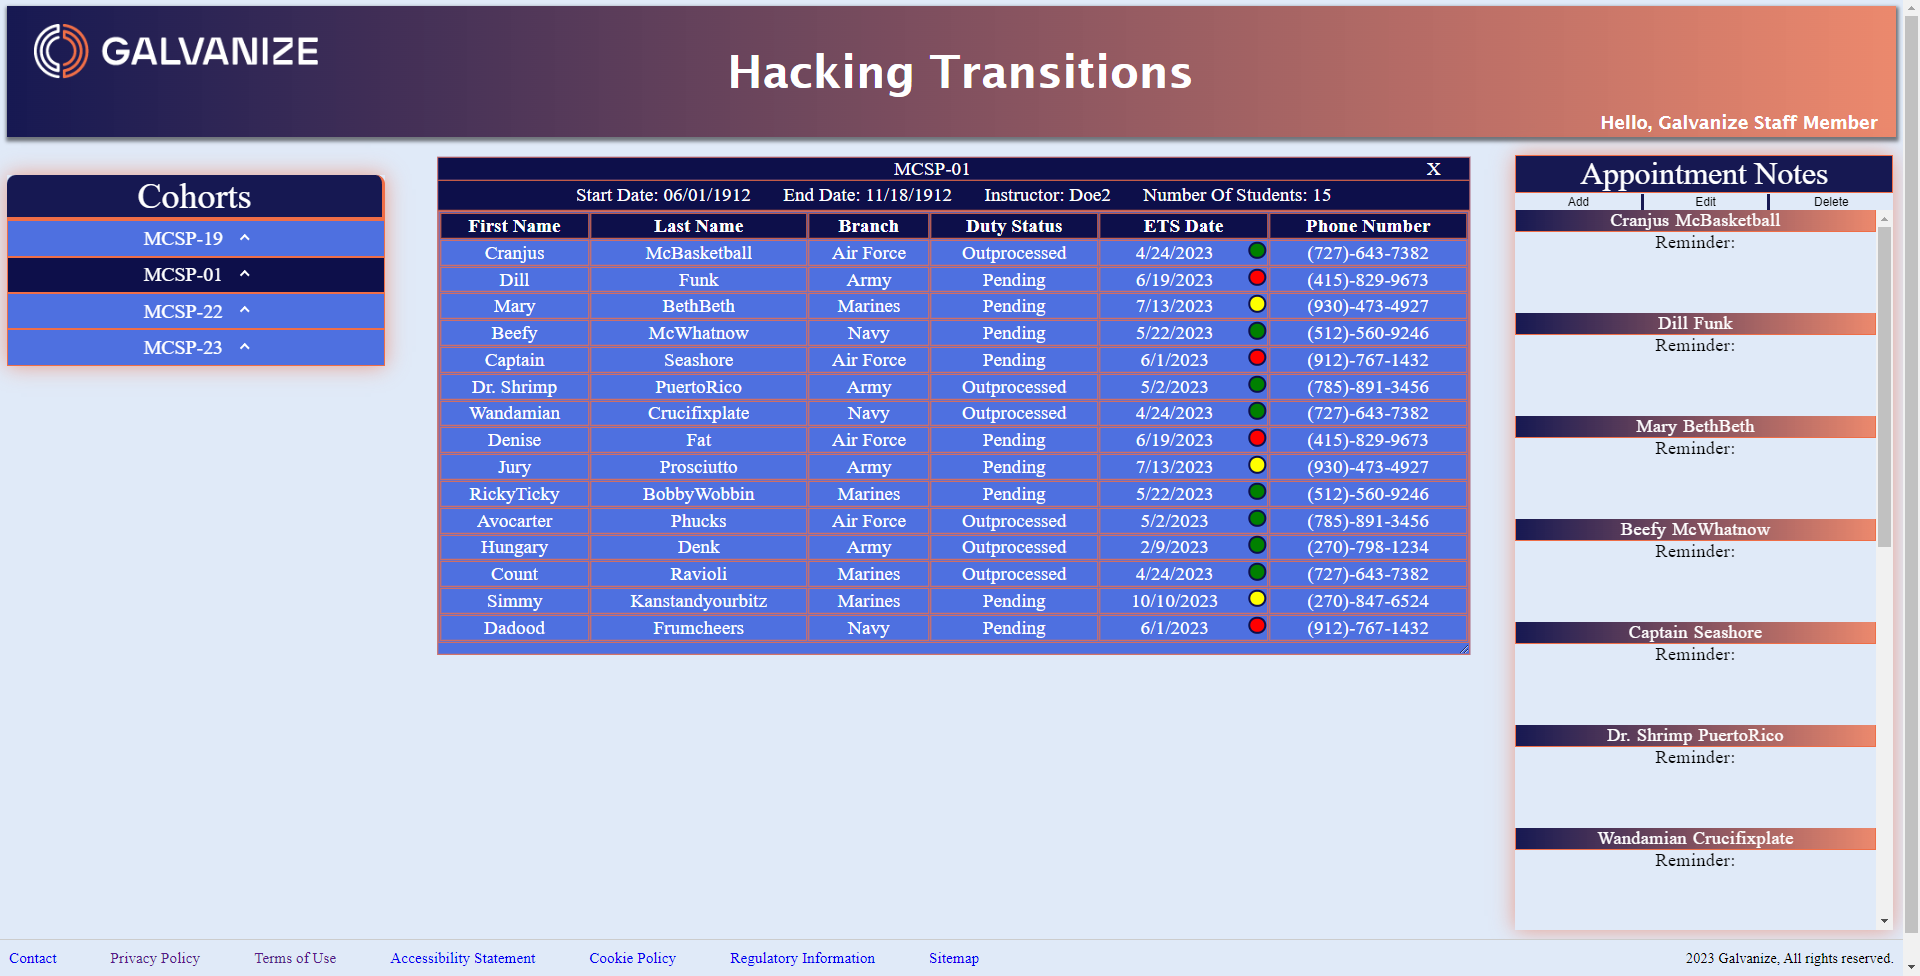 GALVANIZE
Hacking Transitions
Hello, Galvanize Staff Member
Cohorts
MCSP-19
MCSP-01
MCSP-22
MCSP-23
MCSP-01 X
Start Date: 06/01/1912 End Date: 11/18/1912 Instructor: Doe2 Number Of Students: 15
First Name Last Name Branch Duty Status ETS Date Phone Number
Cranjus McBasketball Air Force Outprocessed 4/24/2023 (727)-643-7382
Dill Funk Army Pending 6/19/2023 (415)-829-9673
Mary BethBeth Marines Pending 7/13/2023 (930)-473-4927
Beefy McWhatnow Navy Pending 5/22/2023 (512)-560-9246
Captain Seashore Air Force Pending 6/1/2023 (912)-767-1432
Dr. Shrimp PuertoRico Army Outprocessed 5/2/2023 (785)-891-3456
Wandamian Crucifixplate Navy Outprocessed 4/24/2023 (727)-643-7382
Denise Fat Air Force Pending 6/19/2023 (415)-829-9673
Jury Prosciutto Army Pending 7/13/2023 (930)-473-4927
RickyTicky BobbyWobbin Marines Pending 5/22/2023 (512)-560-9246
Avocarter Phucks Air Force Outprocessed 5/2/2023 (785)-891-3456
Hungary Denk Army Outprocessed 2/9/2023 (270)-798-1234
Count Ravioli Marines Outprocessed 4/24/2023 (727)-643-7382
Simmy Kanstandyourbitz Marines Pending 10/10/2023 (270)-847-6524
Dadood Frumcheers Navy Pending 6/1/2023 (912)-767-1432
Appointment Notes
Add Edit Delete
Cranjus McBasketball
Reminder:
Dill Funk
Reminder:
Mary BethBeth
Reminder:
Beefy McWhatnow
Reminder:
Captain Seashore
Reminder:
Dr. Shrimp PuertoRico
Reminder:
Wandamian Crucifixplate
Reminder:
Contact Privacy Policy Terms of Use Accessibility Statement Cookie Policy Regulatory Information Sitemap 2023 Galvanize, All rights reserved.